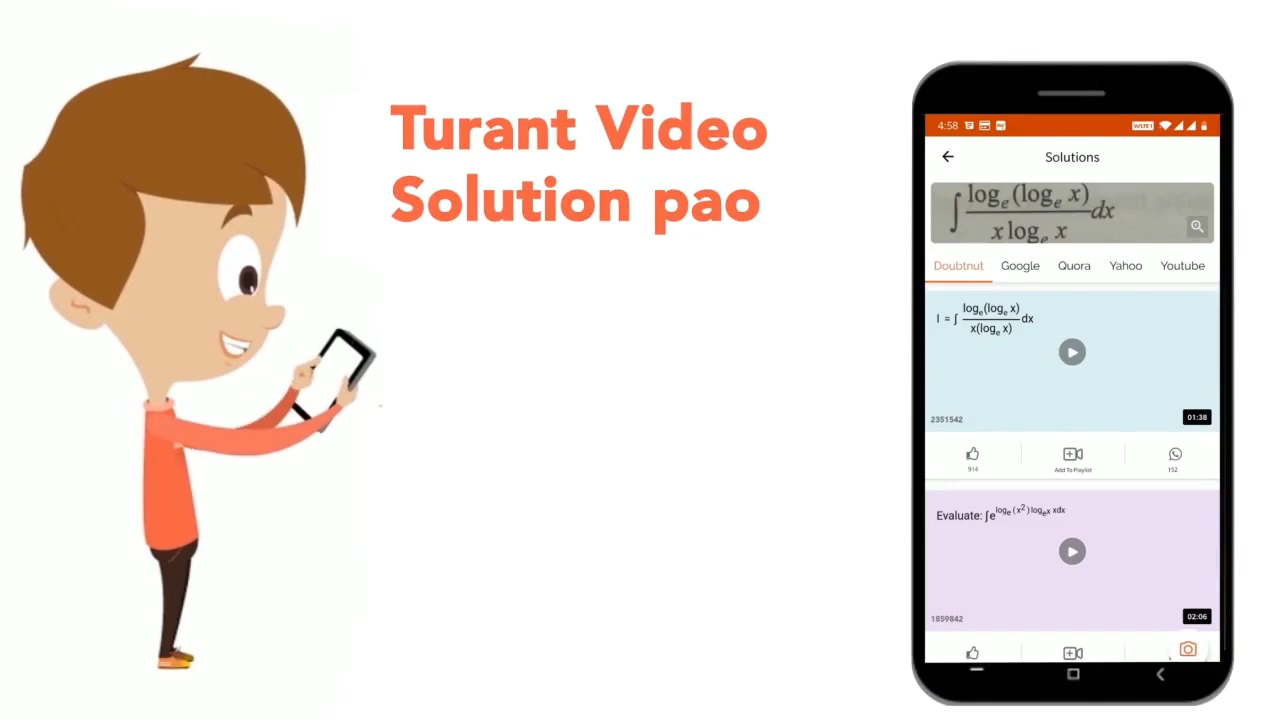 Turant Video
Solution pao
4:58
Solutions
∫ logₑ(logₑ x) / x logₑ x dx
Doubtnut Google Quora Yahoo Youtube
I = ∫ logₑ(logₑ x) / x(logₑ x) dx
2351542 01:38
914 Add To Playlist 152
Evaluate: ∫e^logₑ(x²)logₑx xdx
1859842 02:06